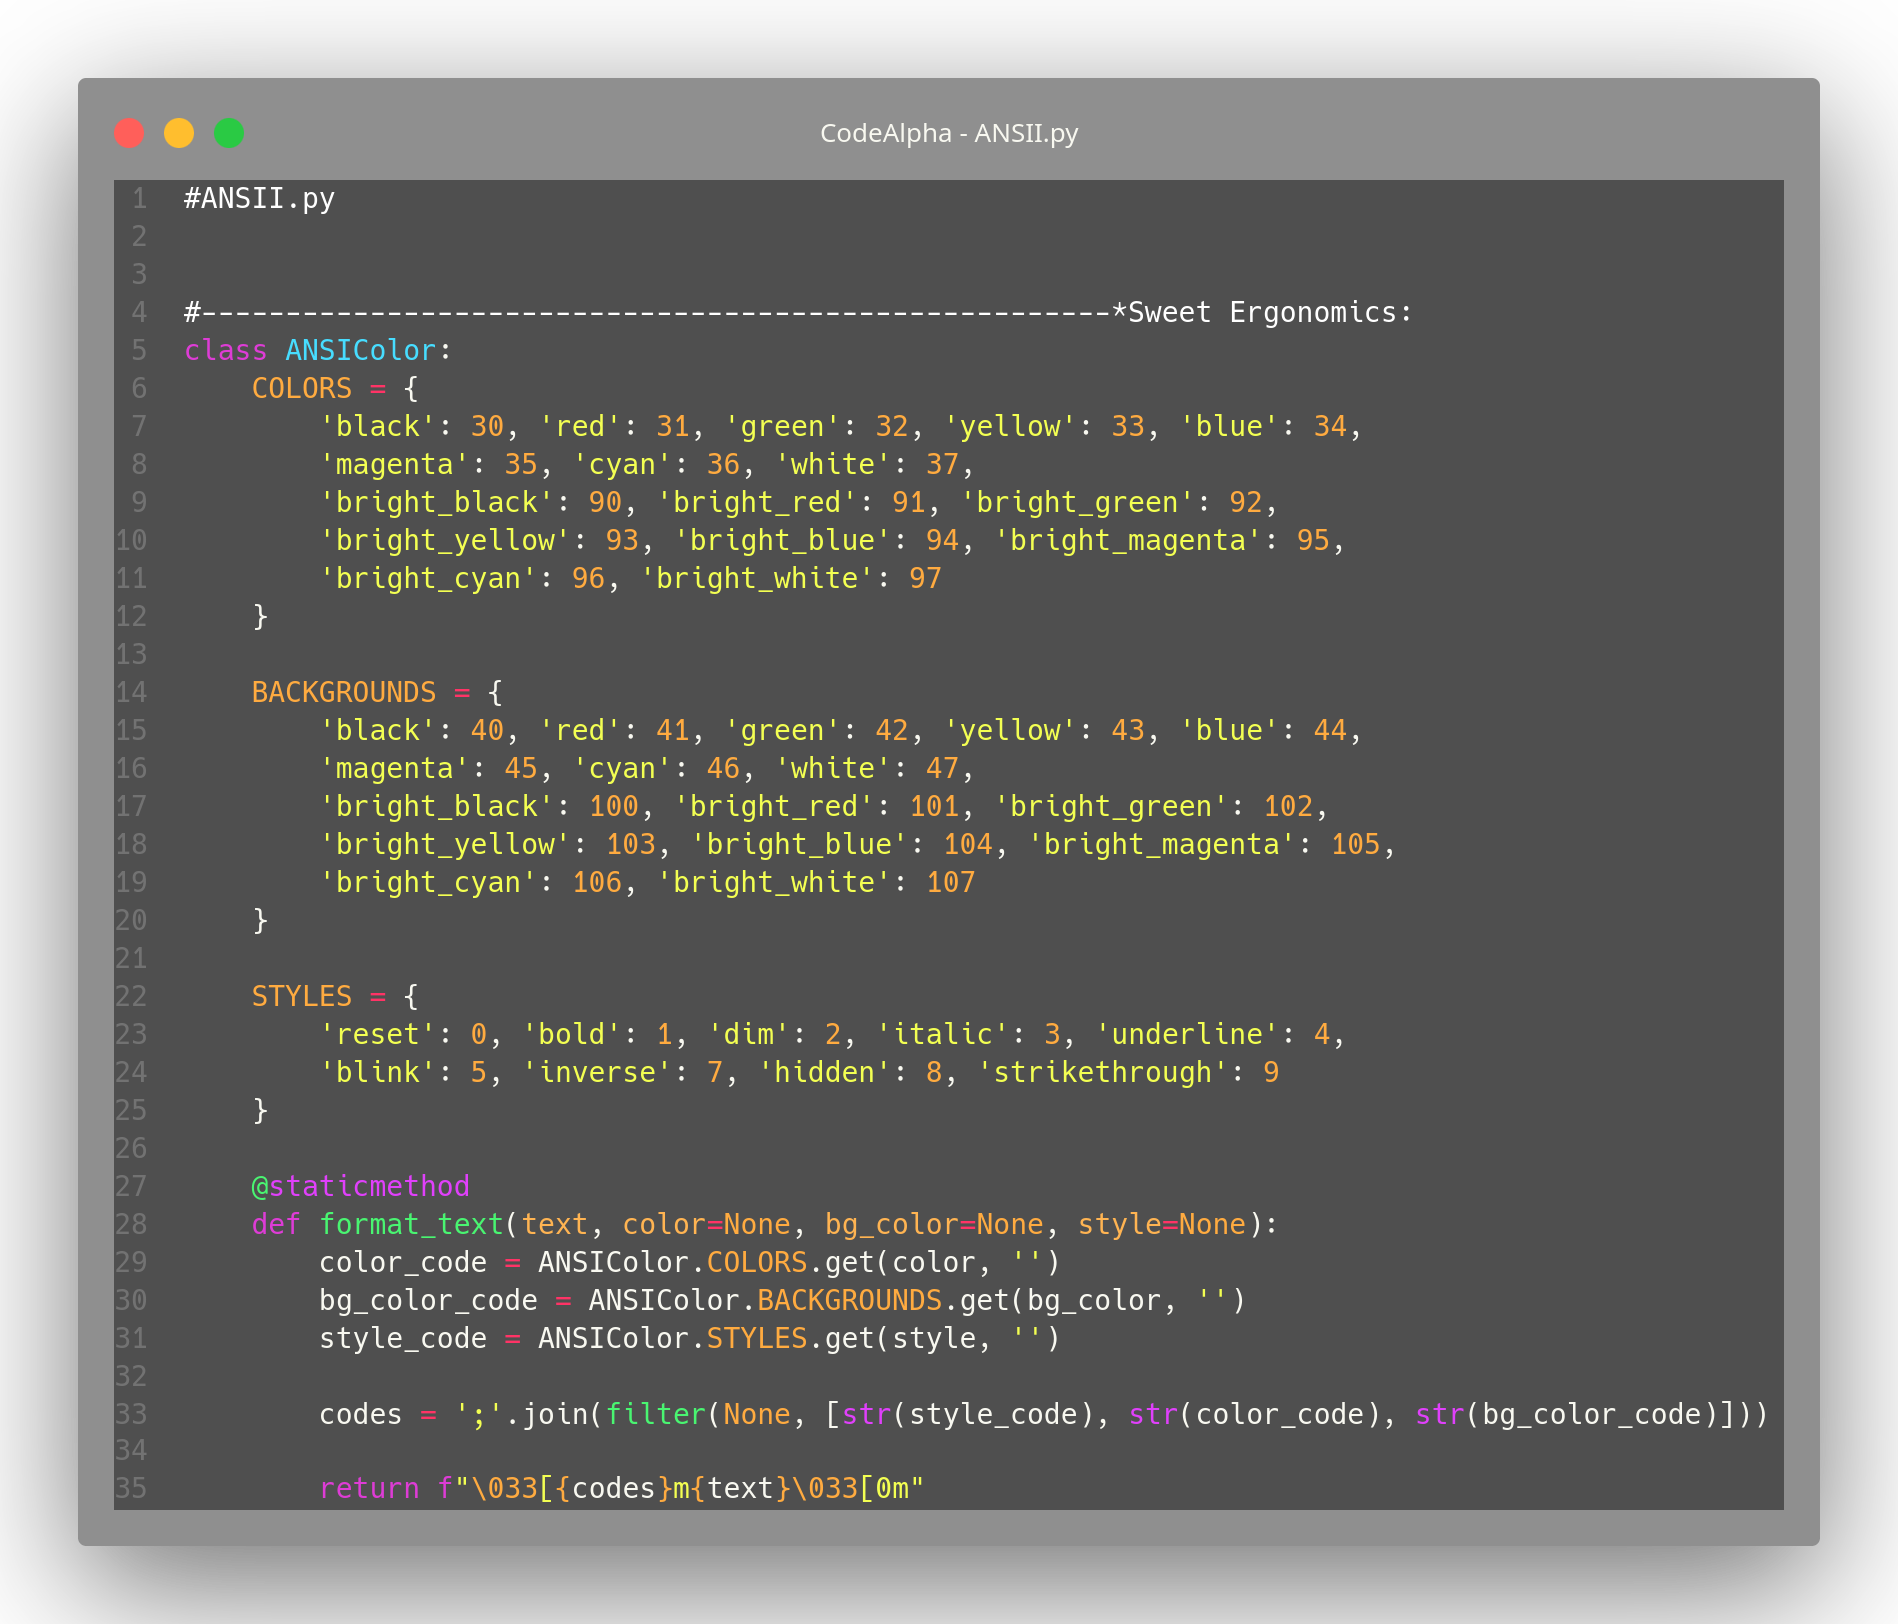 CodeAlpha - ANSII.py
1 #ANSII.py
2
3
4 #------------------------------------------------------*Sweet Ergonomics:
5 class ANSIColor:
6     COLORS = {
7         'black': 30, 'red': 31, 'green': 32, 'yellow': 33, 'blue': 34,
8         'magenta': 35, 'cyan': 36, 'white': 37,
9         'bright_black': 90, 'bright_red': 91, 'bright_green': 92,
10         'bright_yellow': 93, 'bright_blue': 94, 'bright_magenta': 95,
11         'bright_cyan': 96, 'bright_white': 97
12     }
13
14     BACKGROUNDS = {
15         'black': 40, 'red': 41, 'green': 42, 'yellow': 43, 'blue': 44,
16         'magenta': 45, 'cyan': 46, 'white': 47,
17         'bright_black': 100, 'bright_red': 101, 'bright_green': 102,
18         'bright_yellow': 103, 'bright_blue': 104, 'bright_magenta': 105,
19         'bright_cyan': 106, 'bright_white': 107
20     }
21
22     STYLES = {
23         'reset': 0, 'bold': 1, 'dim': 2, 'italic': 3, 'underline': 4,
24         'blink': 5, 'inverse': 7, 'hidden': 8, 'strikethrough': 9
25     }
26
27     @staticmethod
28     def format_text(text, color=None, bg_color=None, style=None):
29         color_code = ANSIColor.COLORS.get(color, '')
30         bg_color_code = ANSIColor.BACKGROUNDS.get(bg_color, '')
31         style_code = ANSIColor.STYLES.get(style, '')
32
33         codes = ';'.join(filter(None, [str(style_code), str(color_code), str(bg_color_code)]))
34
35         return f"\033[{codes}m{text}\033[0m"